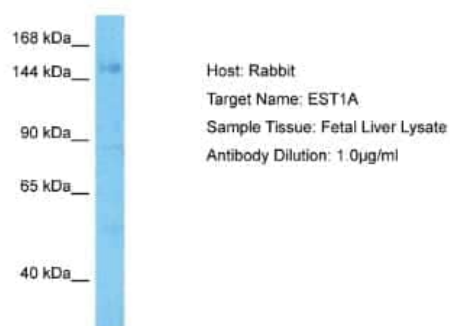 168 kDa
144 kDa
90 kDa
65 kDa
40 kDa
Host: Rabbit
Target Name: EST1A
Sample Tissue: Fetal Liver Lysate
Antibody Dilution: 1.0µg/ml